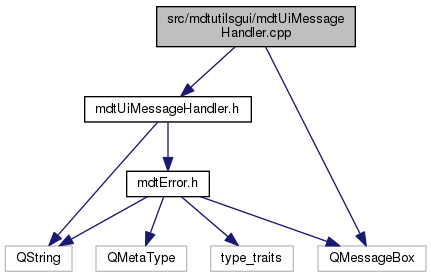 src/mdtutilsgui/mdtUiMessage
Handler.cpp
mdtUiMessageHandler.h
mdtError.h
QString
QMetaType
type_traits
QMessageBox